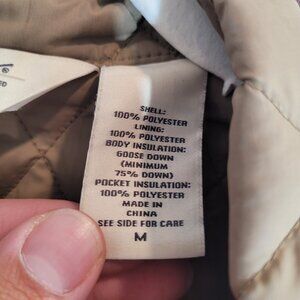 SHELL:
100% POLYESTER
LINING:
100% POLYESTER
BODY INSULATION:
GOOSE DOWN
(MINIMUM
75% DOWN)
POCKET INSULATION:
100% POLYESTER
MADE IN
CHINA
SEE SIDE FOR CARE
M